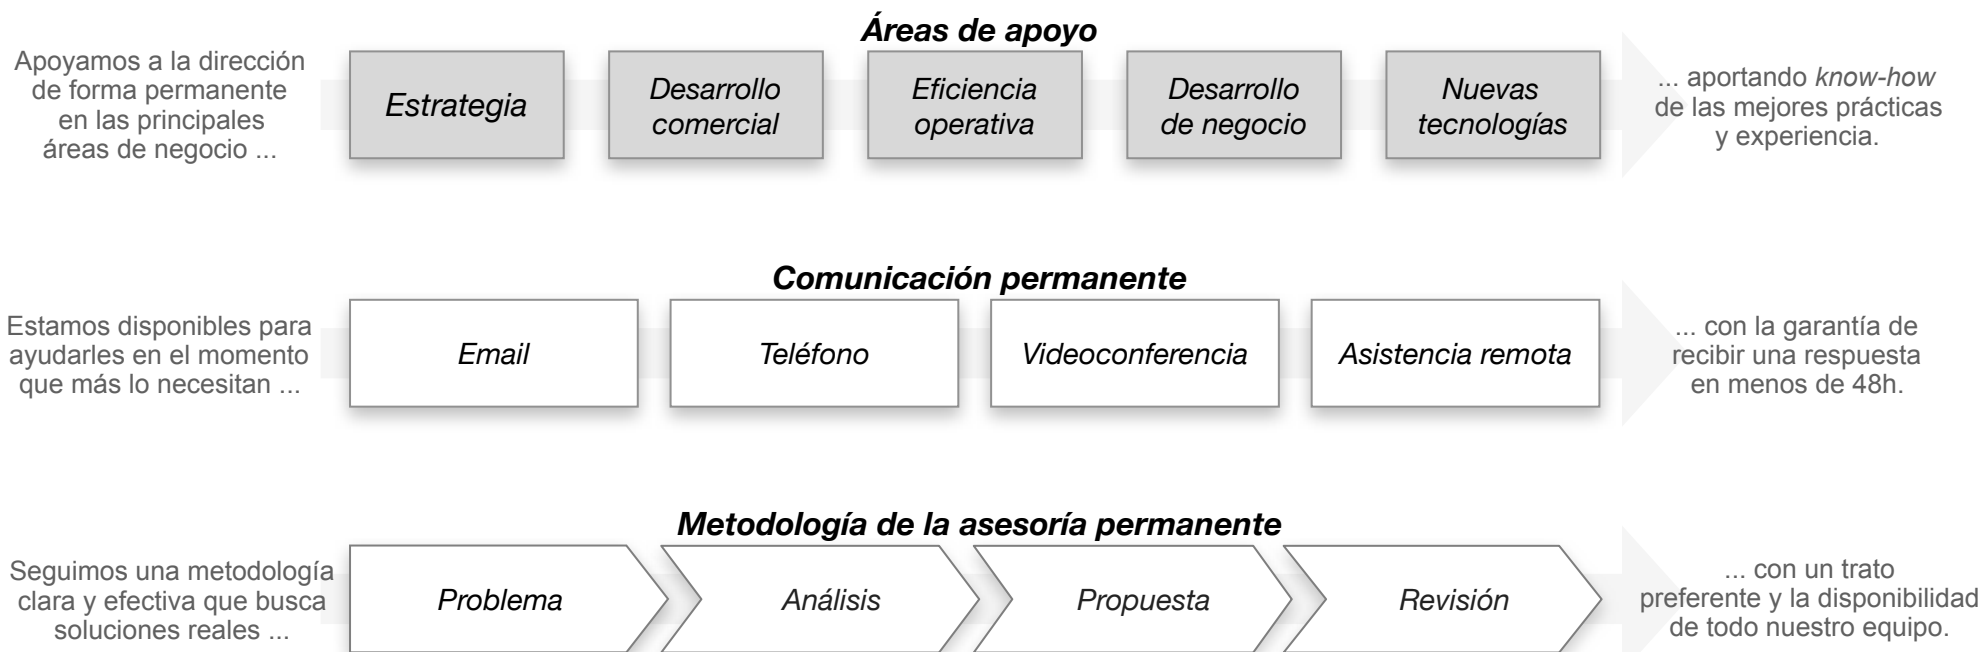 Áreas de apoyo
Apoyamos a la dirección
de forma permanente
en las principales
áreas de negocio ...
Estrategia
Desarrollo
comercial
Eficiencia
operativa
Desarrollo
de negocio
Nuevas
tecnologías
... aportando know-how
de las mejores prácticas
y experiencia.
Comunicación permanente
Estamos disponibles para
ayudarles en el momento
que más lo necesitan ...
Email
Teléfono
Videoconferencia
Asistencia remota
... con la garantía de
recibir una respuesta
en menos de 48h.
Metodología de la asesoría permanente
Seguimos una metodología
clara y efectiva que busca
soluciones reales ...
Problema
Análisis
Propuesta
Revisión
... con un trato
preferente y la disponibilidad
de todo nuestro equipo.